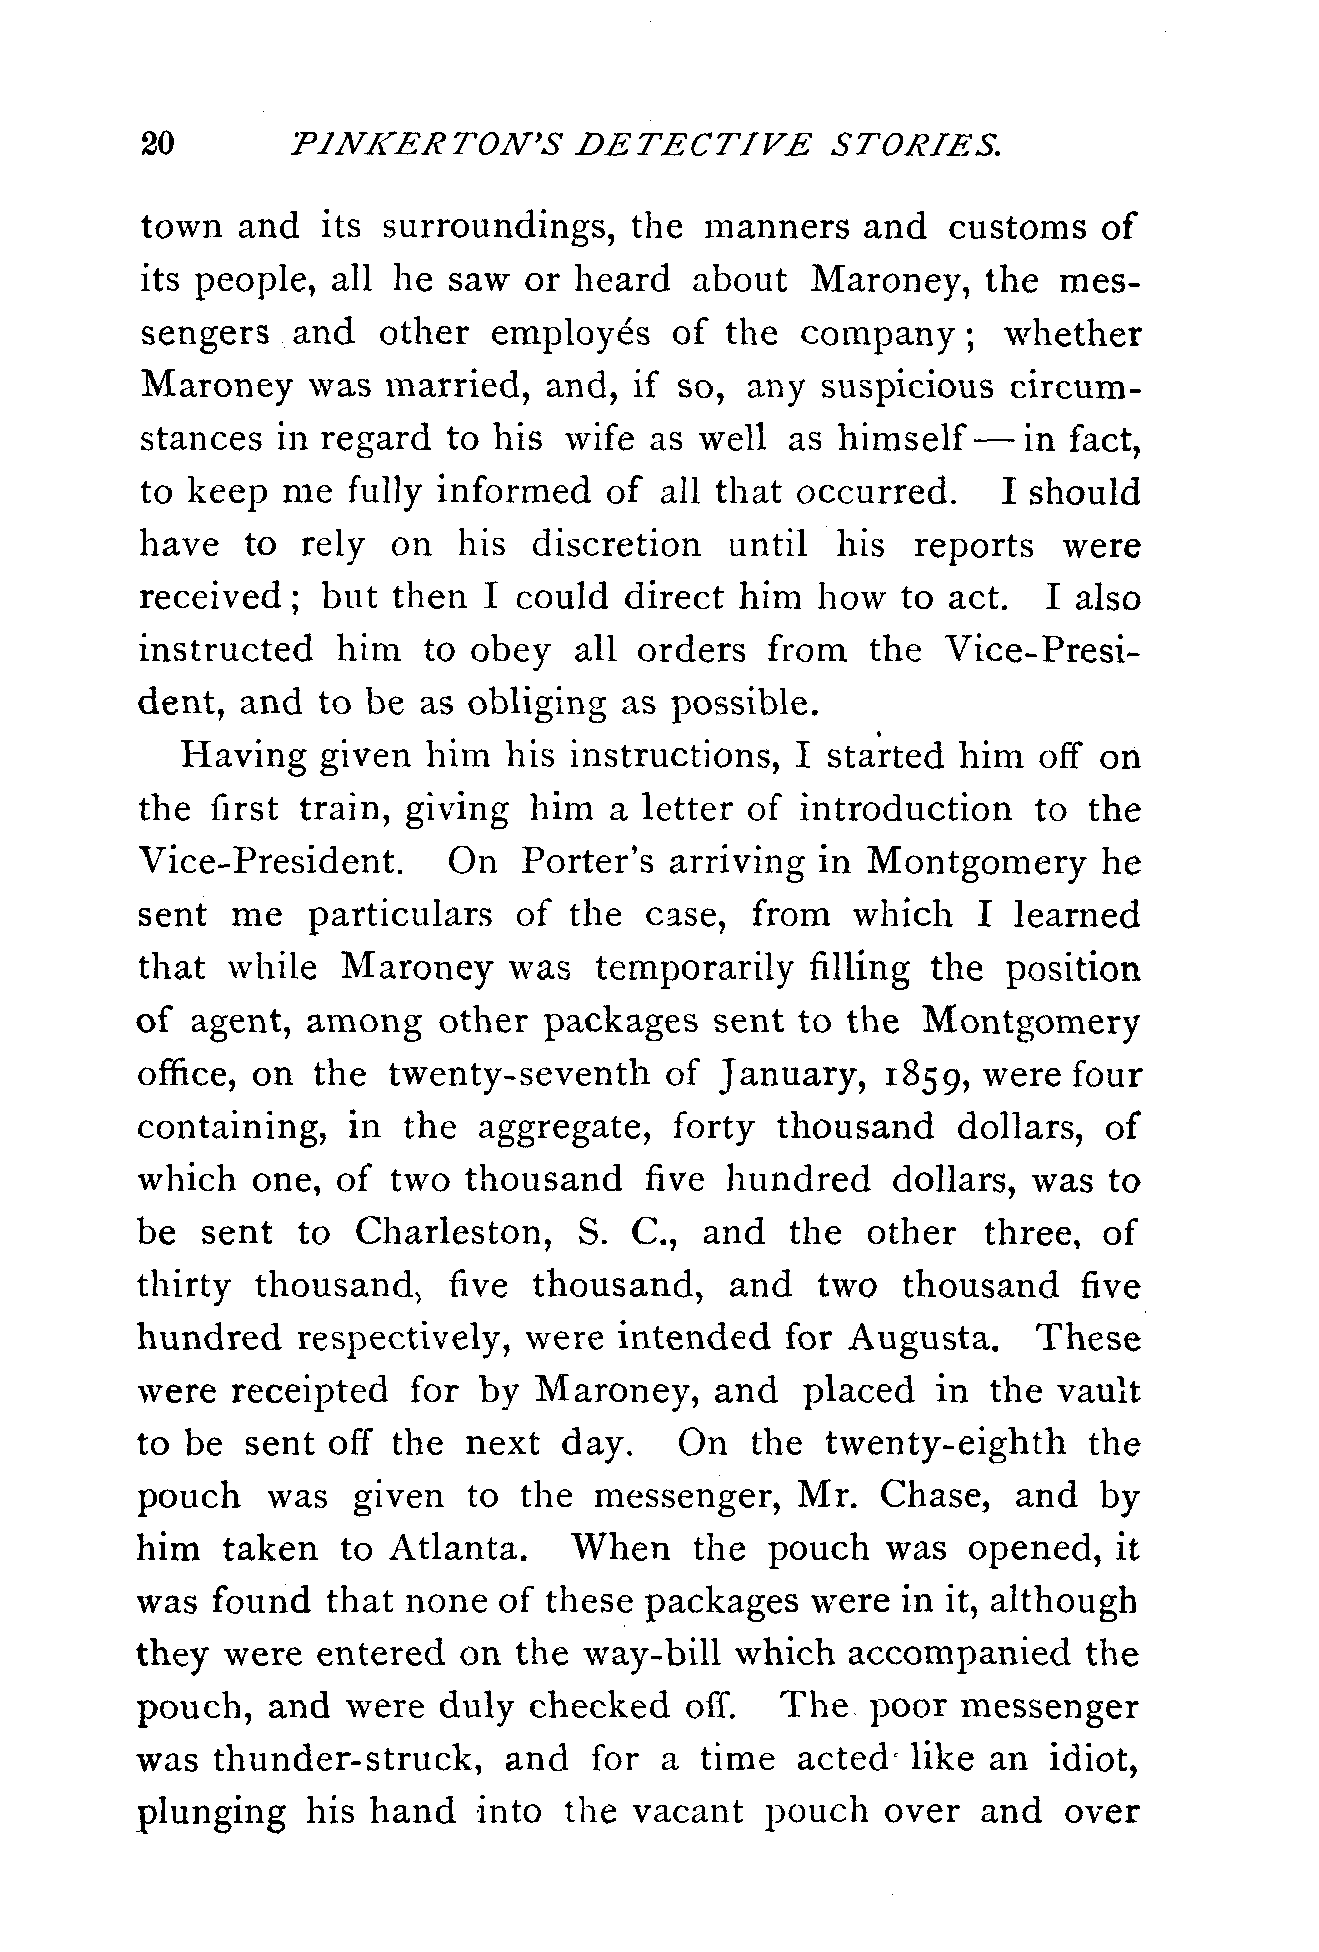 20 PINKERTON'S DETECTIVE STORIES.
town and its surroundings, the manners and customs of
its people, all he saw or heard about Maroney, the mes-
sengers and other employés of the company; whether
Maroney was married, and, if so, any suspicious circum-
stances in regard to his wife as well as himself — in fact,
to keep me fully informed of all that occurred. I should
have to rely on his discretion until his reports were
received; but then I could direct him how to act. I also
instructed him to obey all orders from the Vice-Presi-
dent, and to be as obliging as possible.
Having given him his instructions, I started him off on
the first train, giving him a letter of introduction to the
Vice-President. On Porter's arriving in Montgomery he
sent me particulars of the case, from which I learned
that while Maroney was temporarily filling the position
of agent, among other packages sent to the Montgomery
office, on the twenty-seventh of January, 1859, were four
containing, in the aggregate, forty thousand dollars, of
which one, of two thousand five hundred dollars, was to
be sent to Charleston, S. C., and the other three, of
thirty thousand, five thousand, and two thousand five
hundred respectively, were intended for Augusta. These
were receipted for by Maroney, and placed in the vault
to be sent off the next day. On the twenty-eighth the
pouch was given to the messenger, Mr. Chase, and by
him taken to Atlanta. When the pouch was opened, it
was found that none of these packages were in it, although
they were entered on the way-bill which accompanied the
pouch, and were duly checked off. The poor messenger
was thunder-struck, and for a time acted like an idiot,
plunging his hand into the vacant pouch over and over